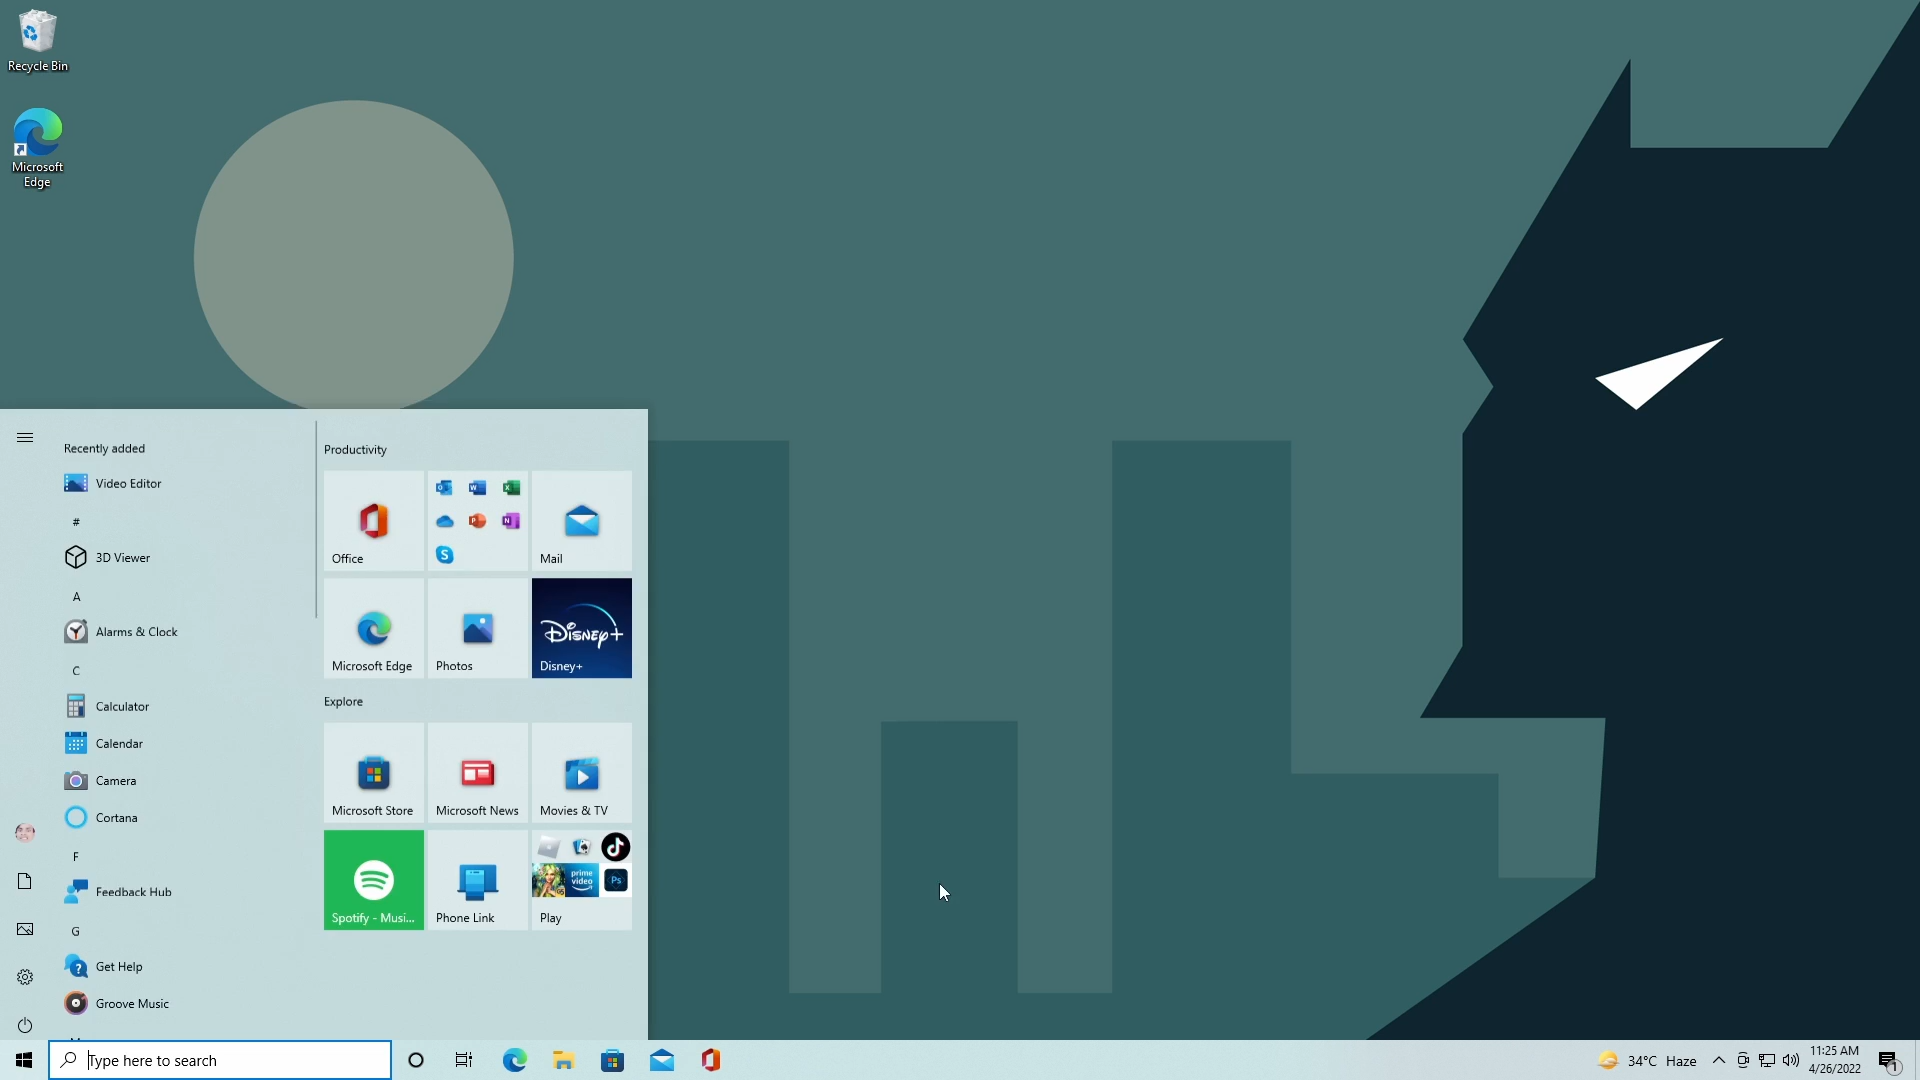 Recycle Bin
Microsoft
Edge
Recently added
Video Editor
#
3D Viewer
A
Alarms & Clock
C
Calculator
Calendar
Camera
Cortana
F
Feedback Hub
G
Get Help
Groove Music
Productivity
Office
Mail
Microsoft Edge
Photos
Disney+
Disney+
Explore
Microsoft Store
Microsoft News
Movies & TV
Spotify - Musi...
Phone Link
prime
video
Ps
Play
Type here to search
34°C Haze
11:25 AM
4/26/2022
1